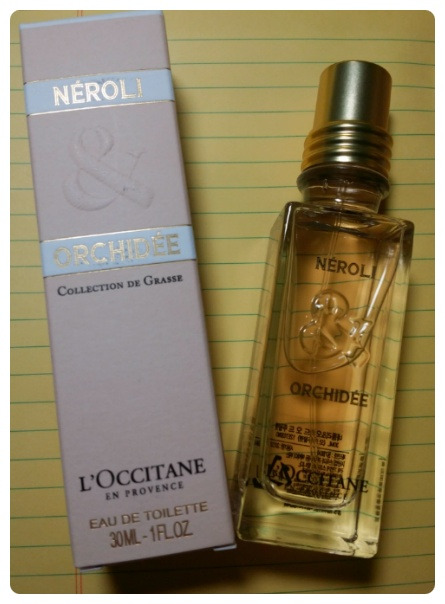 NÉROLI
&
ORCHIDÉE
COLLECTION DE GRASSE
L'OCCITANE
EN PROVENCE
EAU DE TOILETTE
30ML - 1FL.OZ.
NÉROLI
&
ORCHIDÉE
L'OCCITANE